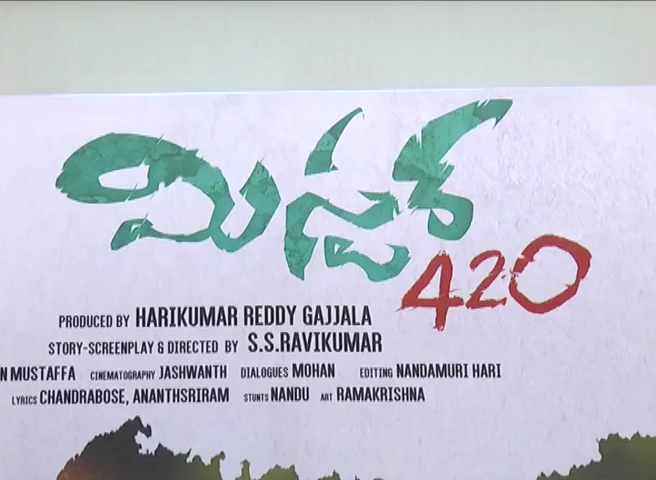 మిస్టర్
420
PRODUCED BY HARIKUMAR REDDY GAJJALA
STORY-SCREENPLAY & DIRECTED BY S.S.RAVIKUMAR
N MUSTAFFA CINEMATOGRAPHY JASHWANTH DIALOGUES MOHAN EDITING NANDAMURI HARI
LYRICS CHANDRABOSE, ANANTHSRIRAM STUNTS NANDU ART RAMAKRISHNA